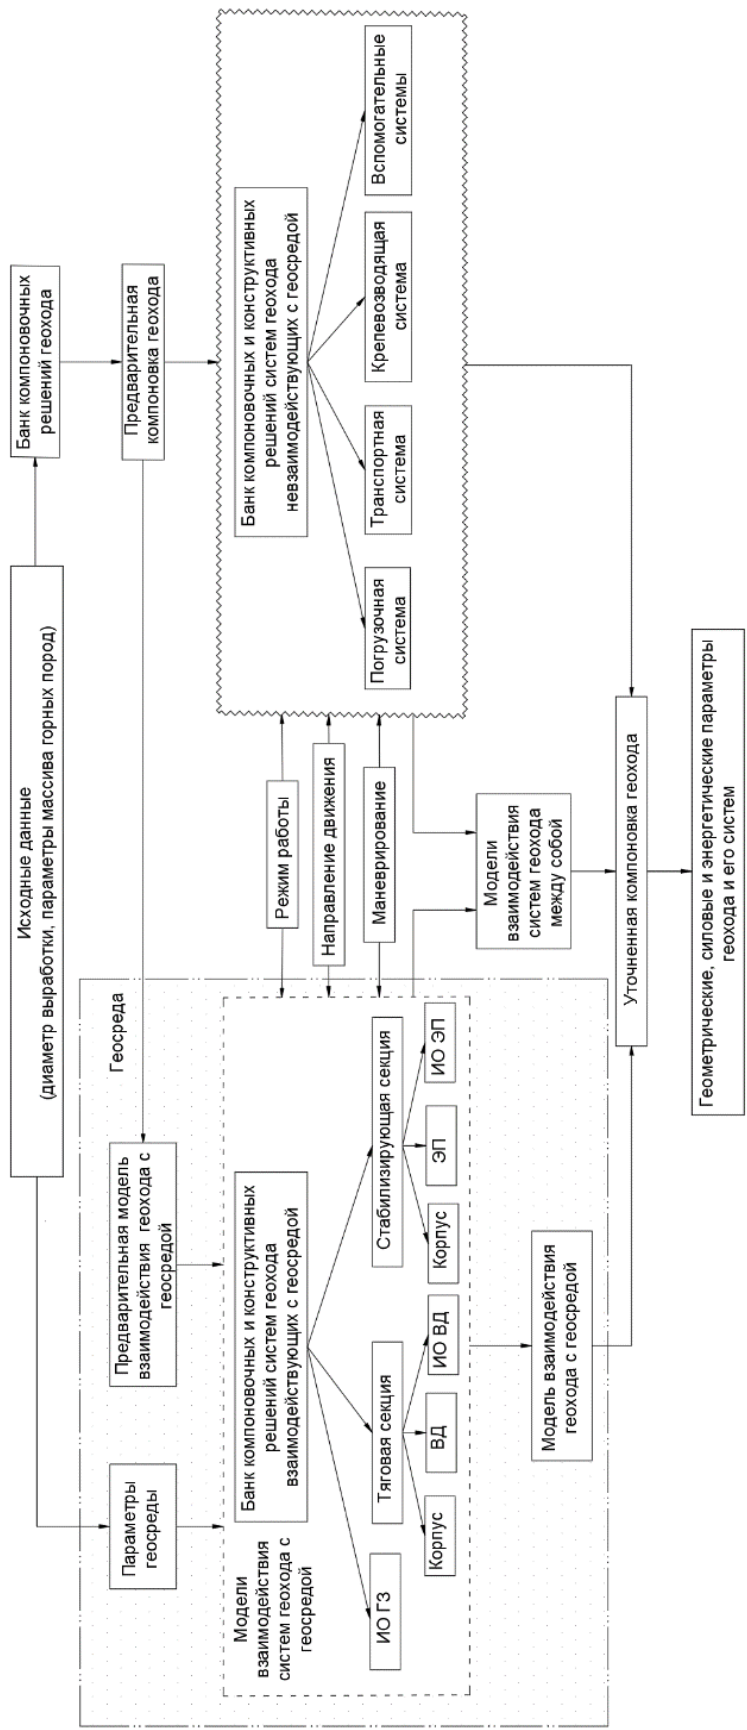 Исходные данные
(диаметр выработки, параметры массива горных пород)
Банк компоновочных
решений геохода
Параметры
геосреды
Предварительная модель
взаимодействия геохода с
геосредой
Геосреда
Предварительная
компоновка геохода
Модели
взаимодействия
систем геохода с
геосредой
Банк компоновочных и конструктивных
решений систем геохода
взаимодействующих с геосредой
ИО ГЗ
Тяговая секция
Стабилизирующая секция
Корпус
ВД
ИО ВД
Корпус
ЭП
ИО ЭП
Режим работы
Направление движения
Маневрирование
Банк компоновочных и конструктивных
решений систем геохода
невзаимодействующих с геосредой
Погрузочная
система
Транспортная
система
Крепевозводящая
система
Вспомогательные
системы
Модели
взаимодействия
систем геохода
между собой
Модель взаимодействия
геохода с геосредой
Уточненная компоновка геохода
Геометрические, силовые и энергетические параметры
геохода и его систем